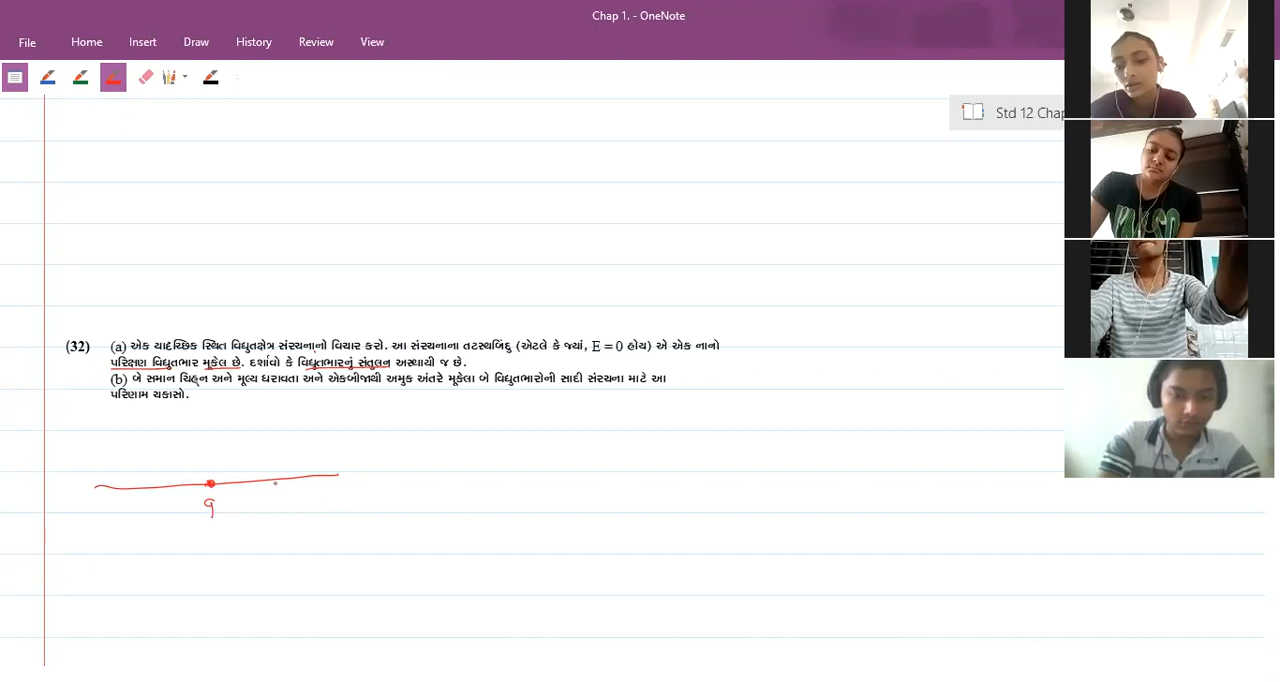 Chap 1. - OneNote
File Home Insert Draw History Review View
Std 12 Chap
(32) (a) એક યાદચ્છિક સ્થિત વિદ્યુતક્ષેત્ર સંરચનાનો વિચાર કરો. આ સંરચનાના તટસ્થબિંદુ (એટલે કે જ્યાં, E = 0 હોય) એ એક નાનો
પરિક્ષણ વિદ્યુતભાર મૂકેલ છે. દર્શાવો કે વિદ્યુતભારનું સંતુલન અસ્થાયી જ છે.
(b) બે સમાન ચિહ્ન અને મૂલ્ય ધરાવતા અને એકબીજાથી અમુક અંતરે મૂકેલા બે વિદ્યુતભારોની સાદી સંરચના માટે આ
પરિણામ ચકાસો.
q